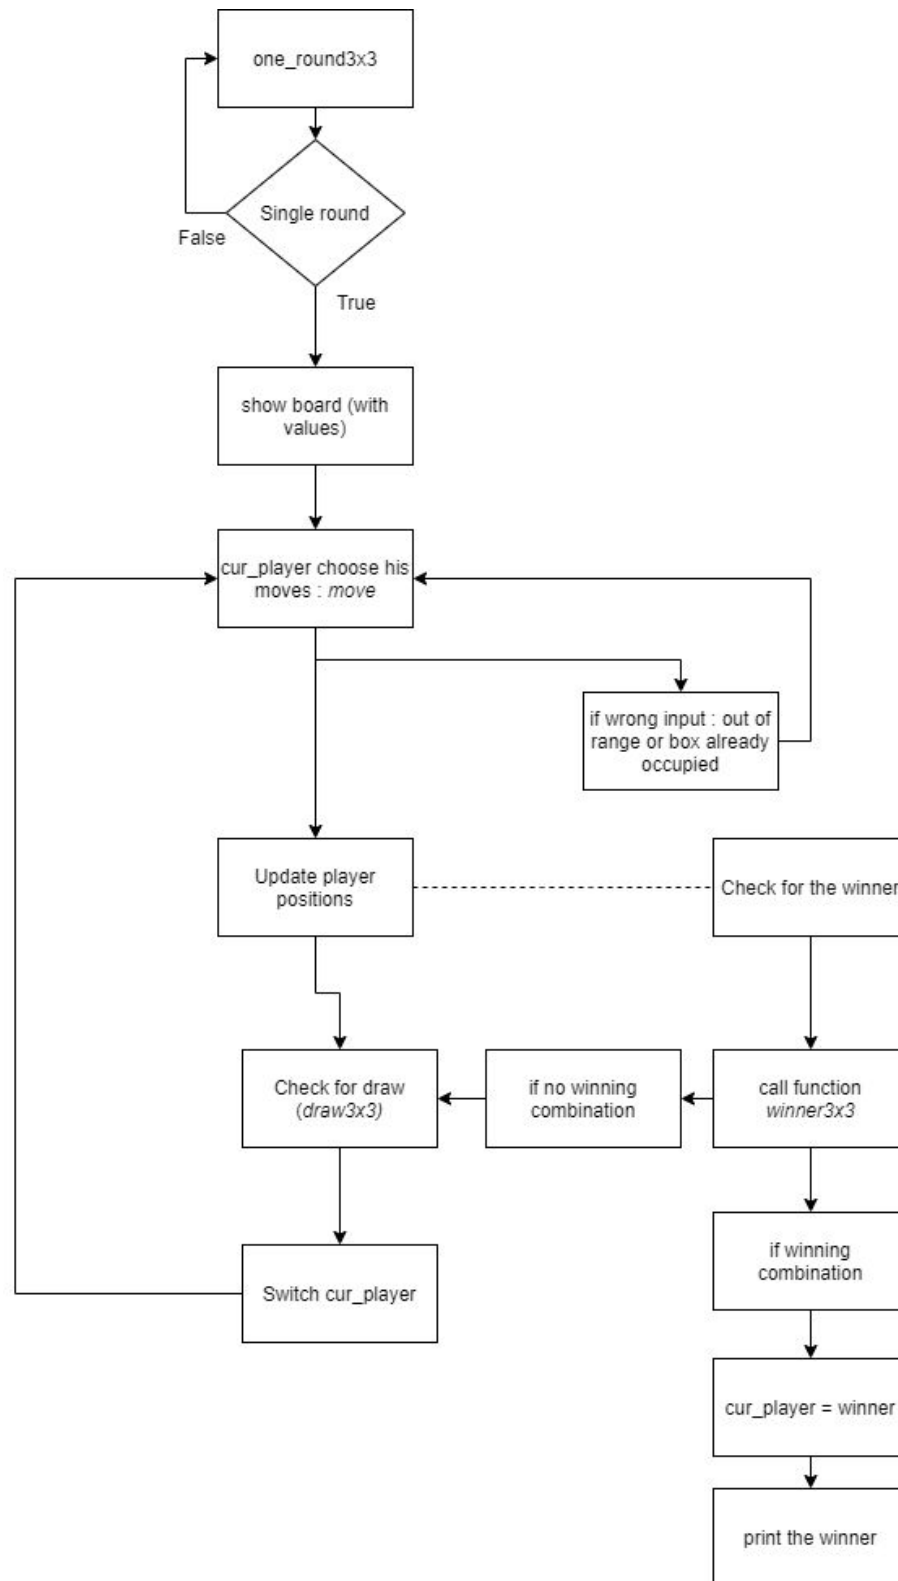 one_round3x3
Single round
False
True
show board (with
values)
cur_player choose his
moves : move
if wrong input : out of
range or box already
occupied
Update player
positions
Check for the winner
Check for draw
(draw3x3)
if no winning
combination
call function
winner3x3
if winning
combination
Switch cur_player
cur_player = winner
print the winner